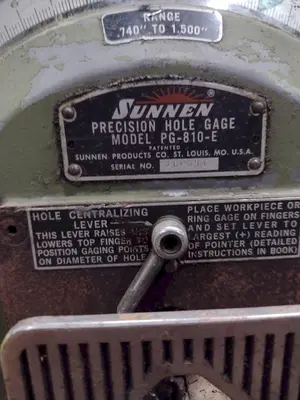 RANGE
.740" TO 1.500"
SUNNEN
PRECISION HOLE GAGE
MODEL PG-810-E
PATENTED
SUNNEN PRODUCTS CO. ST. LOUIS, MO. U.S.A.
SERIAL NO.
HOLE CENTRALIZING
LEVER
THIS LEVER RAISES
LOWERS TOP FINGER TO
POSITION GAGING POINTS
ON DIAMETER OF HOLE
PLACE WORKPIECE OR
RING GAGE ON FINGERS
AND SET LEVER TO
LARGEST (+) READING
OF POINTER (DETAILED
INSTRUCTIONS IN BOOK)